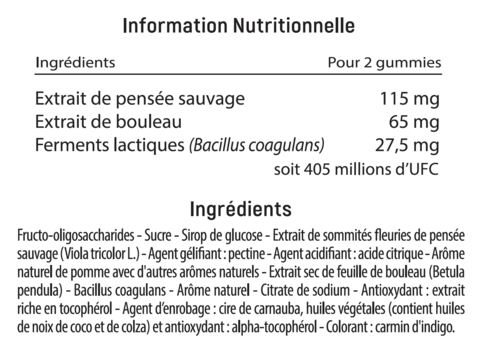 Information Nutritionnelle
Ingrédients Pour 2 gummies
Extrait de pensée sauvage 115 mg
Extrait de bouleau 65 mg
Ferments lactiques (Bacillus coagulans) 27,5 mg
soit 405 millions d’UFC
Ingrédients
Fructo-oligosaccharides - Sucre - Sirop de glucose - Extrait de sommités fleuries de pensée
sauvage (Viola tricolor L.) - Agent gélifiant : pectine - Agent acidifiant : acide citrique - Arôme
naturel de pomme avec d'autres arômes naturels - Extrait sec de feuille de bouleau (Betula
pendula) - Bacillus coagulans - Arôme naturel - Citrate de sodium - Antioxydant : extrait
riche en tocophérol - Agent d’enrobage : cire de carnauba, huiles végétales (contient huiles
de noix de coco et de colza) et antioxydant : alpha-tocophérol - Colorant : carmin d'indigo.